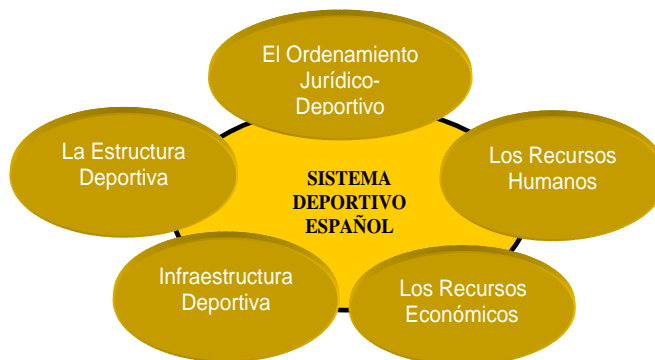 El Ordenamiento
Jurídico-
Deportivo
La Estructura
Deportiva
Los Recursos
Humanos
SISTEMA
DEPORTIVO
ESPAÑOL
Infraestructura
Deportiva
Los Recursos
Económicos